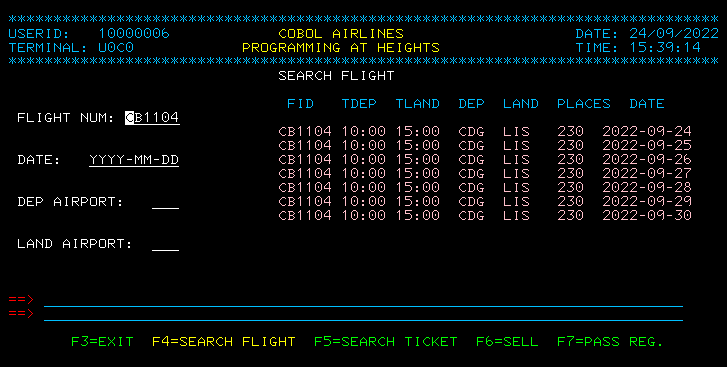 *******************************************************************************
USERID:   10000006            COBOL AIRLINES                   DATE: 24/09/2022
TERMINAL: U0C0            PROGRAMMING AT HEIGHTS               TIME: 15:39:14
*******************************************************************************
SEARCH FLIGHT
FID   TDEP  TLAND  DEP  LAND  PLACES  DATE
FLIGHT NUM: CB1104
CB1104 10:00 15:00  CDG  LIS   230  2022-09-24
CB1104 10:00 15:00  CDG  LIS   230  2022-09-25
DATE:   YYYY-MM-DD           CB1104 10:00 15:00  CDG  LIS   230  2022-09-26
CB1104 10:00 15:00  CDG  LIS   230  2022-09-27
CB1104 10:00 15:00  CDG  LIS   230  2022-09-28
DEP AIRPORT:   ___           CB1104 10:00 15:00  CDG  LIS   230  2022-09-29
CB1104 10:00 15:00  CDG  LIS   230  2022-09-30
LAND AIRPORT:  ___
==>
==>
F3=EXIT  F4=SEARCH FLIGHT  F5=SEARCH TICKET  F6=SELL  F7=PASS REG.